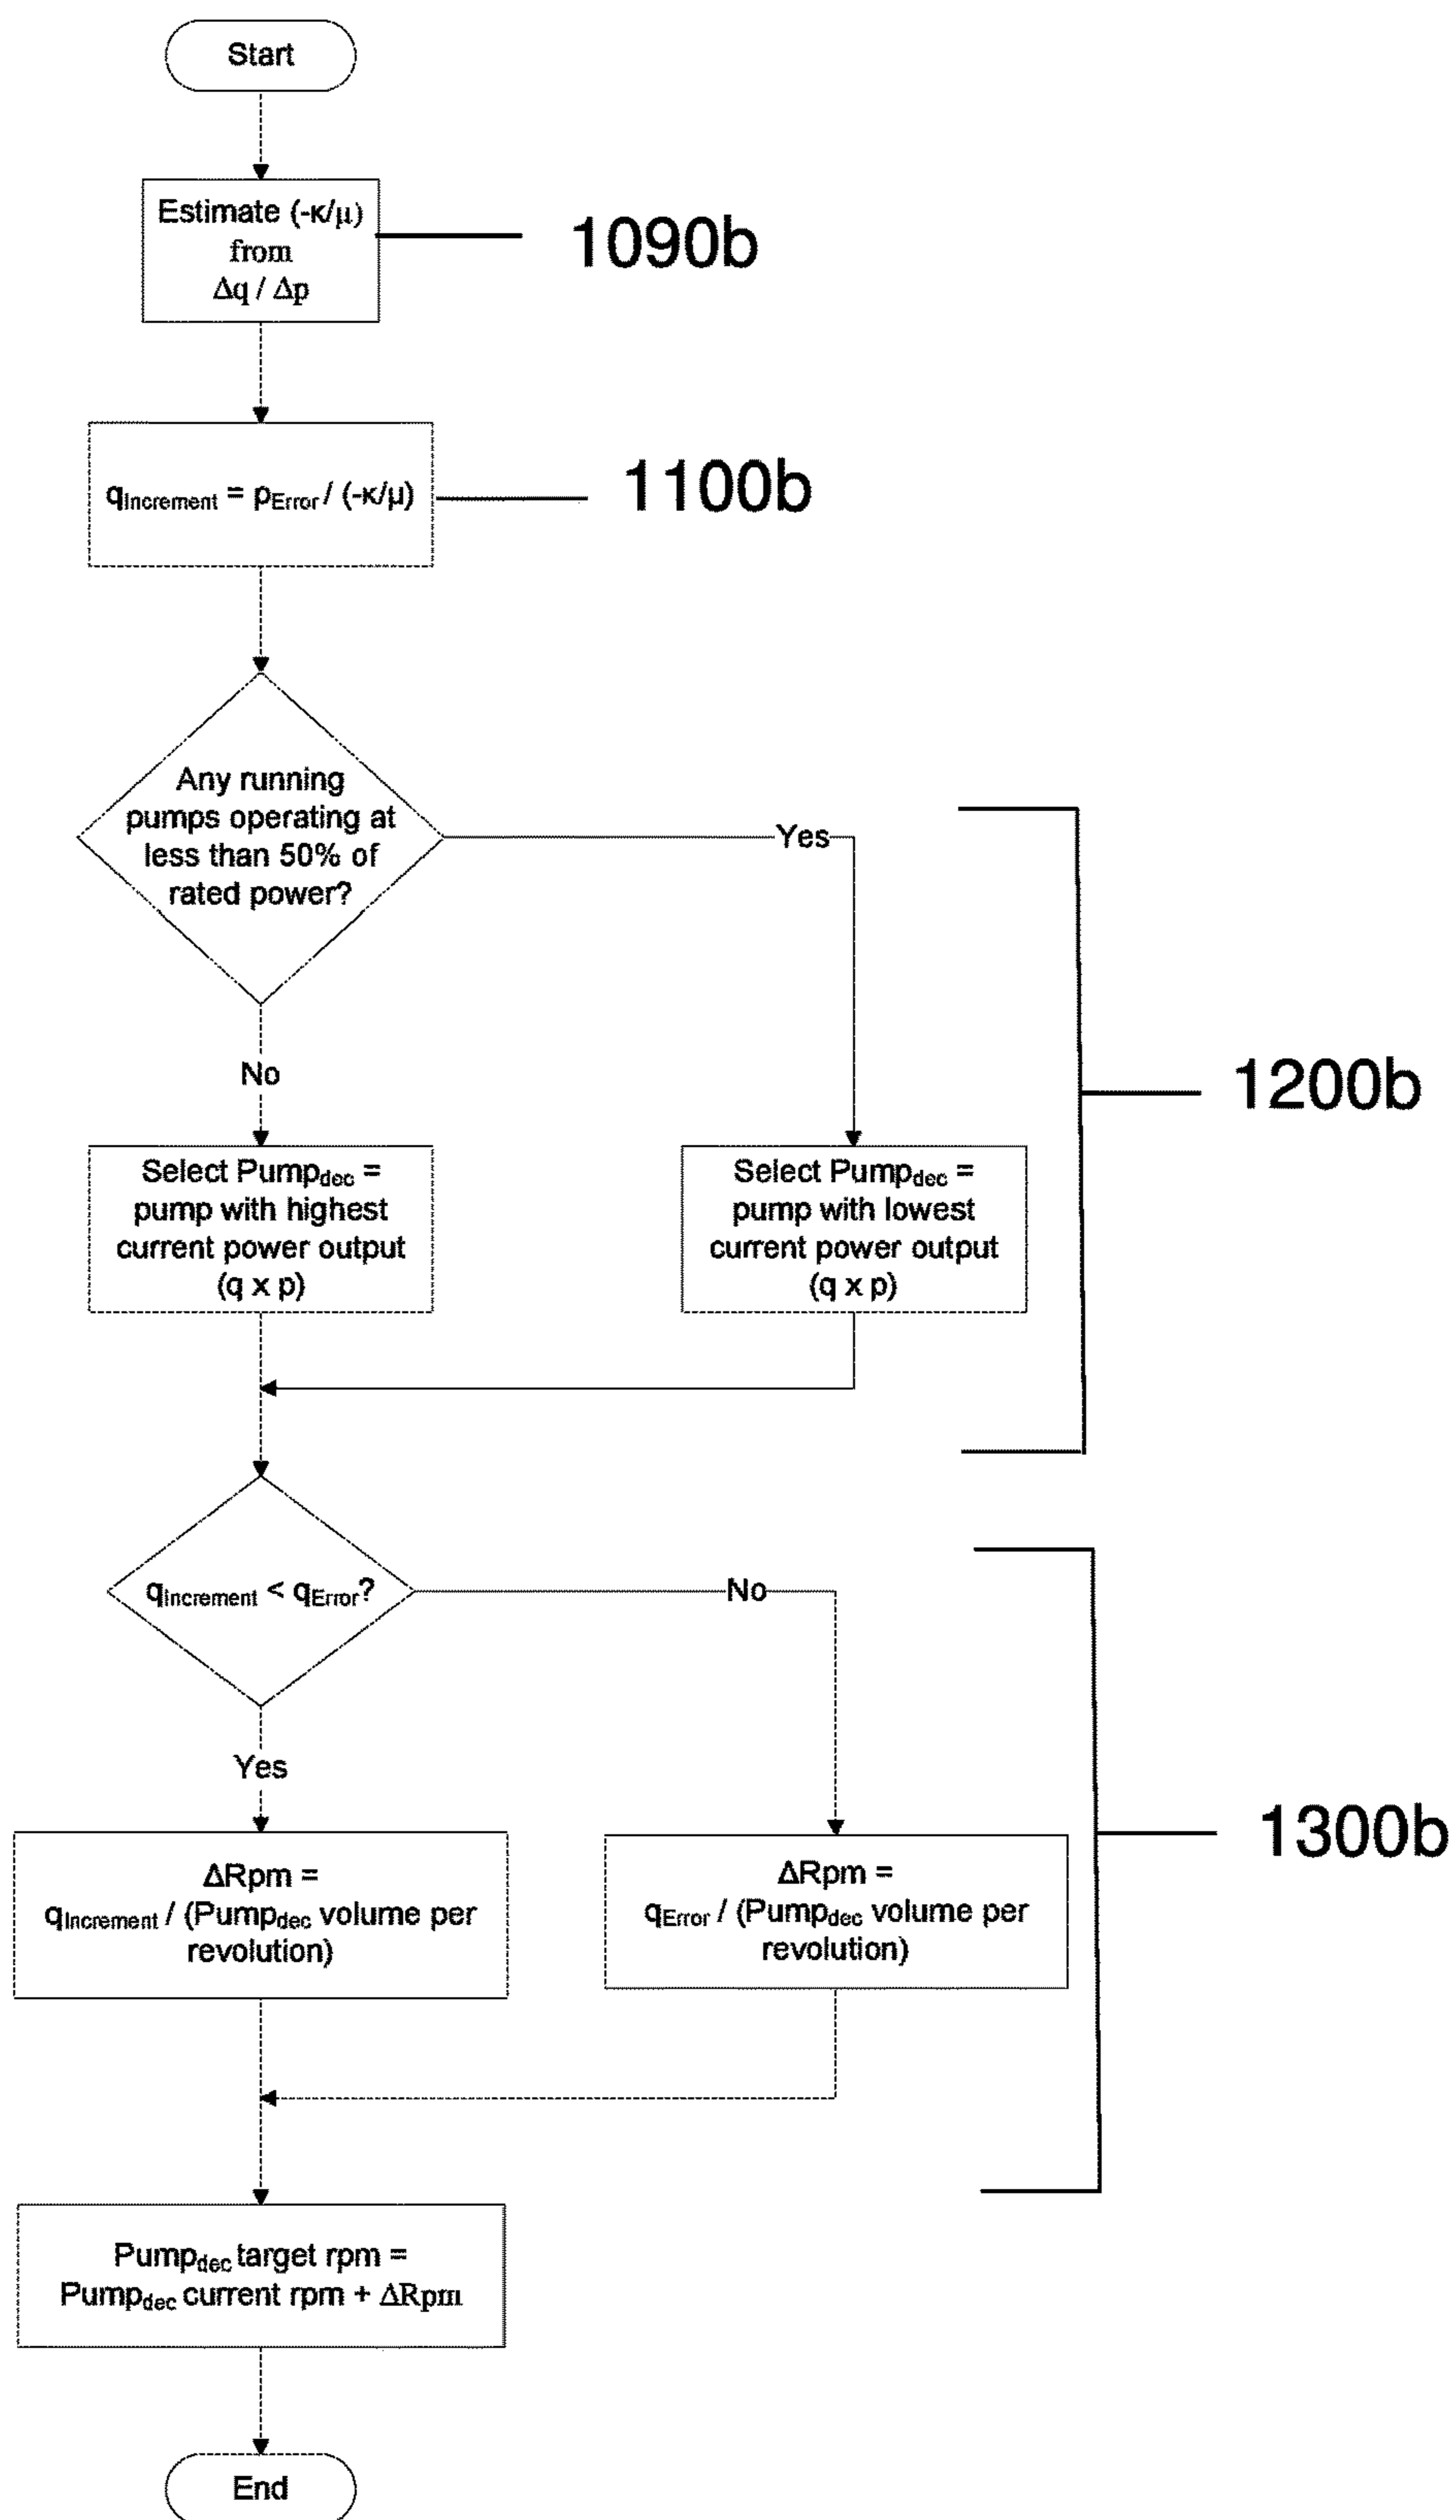 Start
Estimate (-κ/μ)
from
Δq / Δp
1090b
qIncrement = pError / (-κ/μ)
1100b
Any running
pumps operating at
less than 50% of
rated power?
Yes
No
1200b
Select Pumpdec =
pump with highest
current power output
(q x p)
Select Pumpdec =
pump with lowest
current power output
(q x p)
qIncrement < qError?
No
Yes
1300b
ΔRpm =
qIncrement / (Pumpdec volume per
revolution)
ΔRpm =
qError / (Pumpdec volume per
revolution)
Pumpdec target rpm =
Pumpdec current rpm + ΔRpm
End